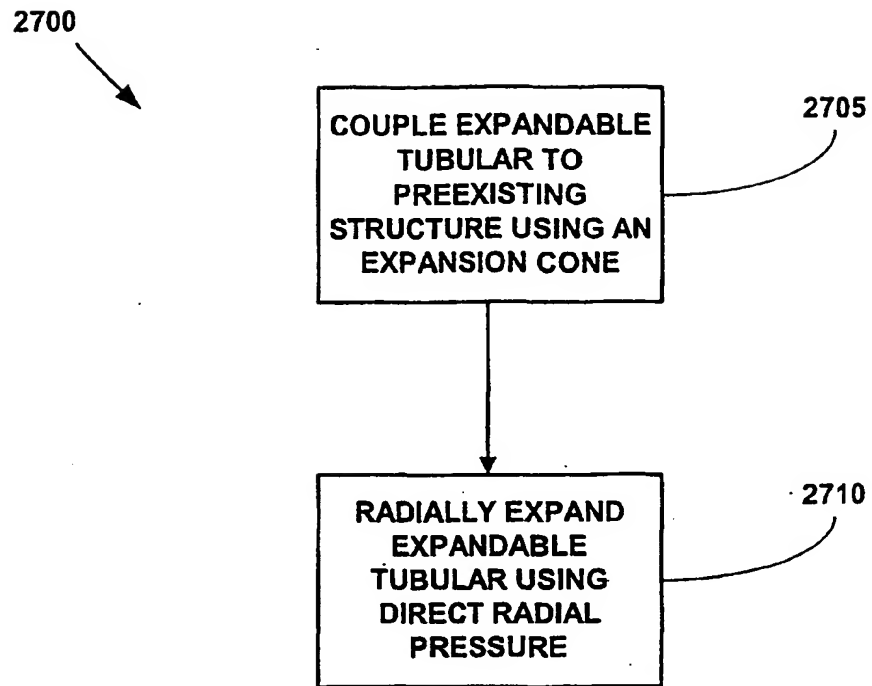 2700
2705
COUPLE EXPANDABLE
TUBULAR TO
PREEXISTING
STRUCTURE USING AN
EXPANSION CONE
2710
RADIALLY EXPAND
EXPANDABLE
TUBULAR USING
DIRECT RADIAL
PRESSURE